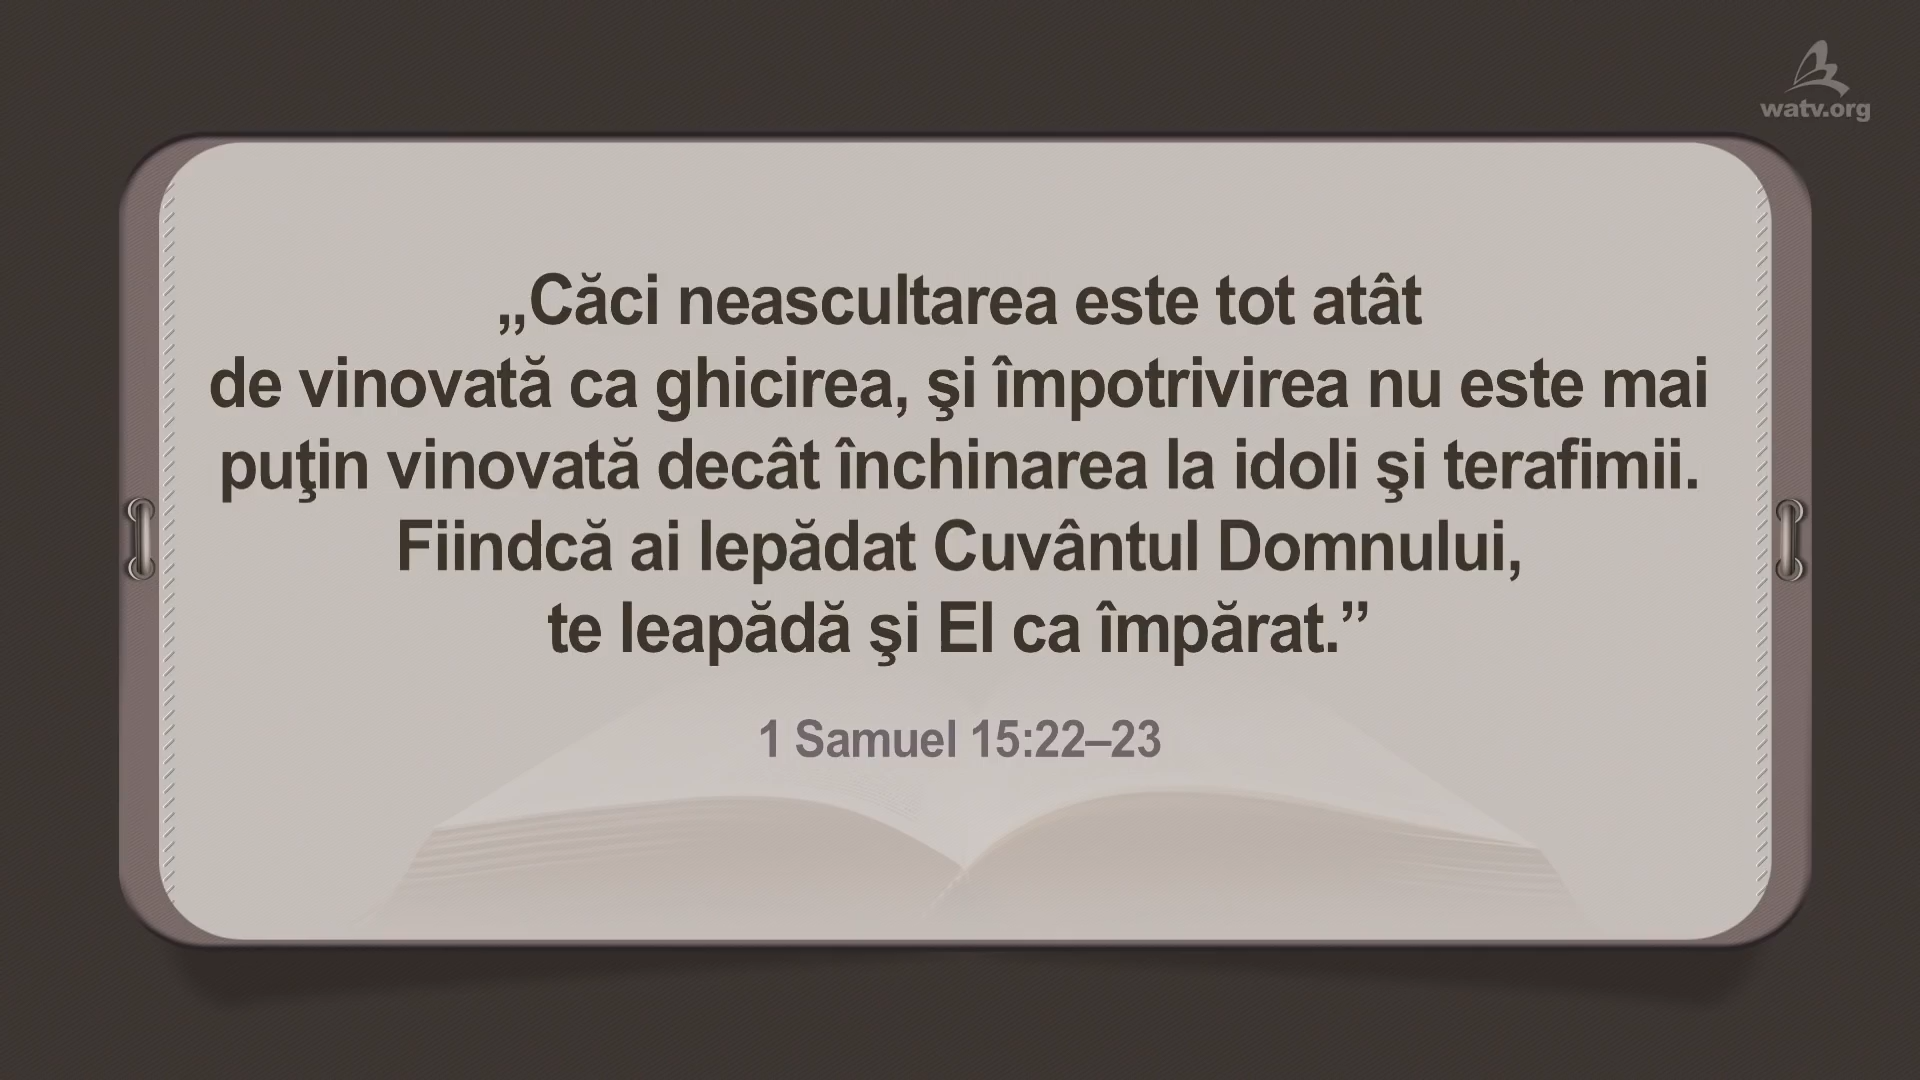 watv.org
„Căci neascultarea este tot atât
de vinovată ca ghicirea, şi împotrivirea nu este mai
puţin vinovată decât închinarea la idoli şi terafimii.
Fiindcă ai lepădat Cuvântul Domnului,
te leapădă şi El ca împărat.”
1 Samuel 15:22–23